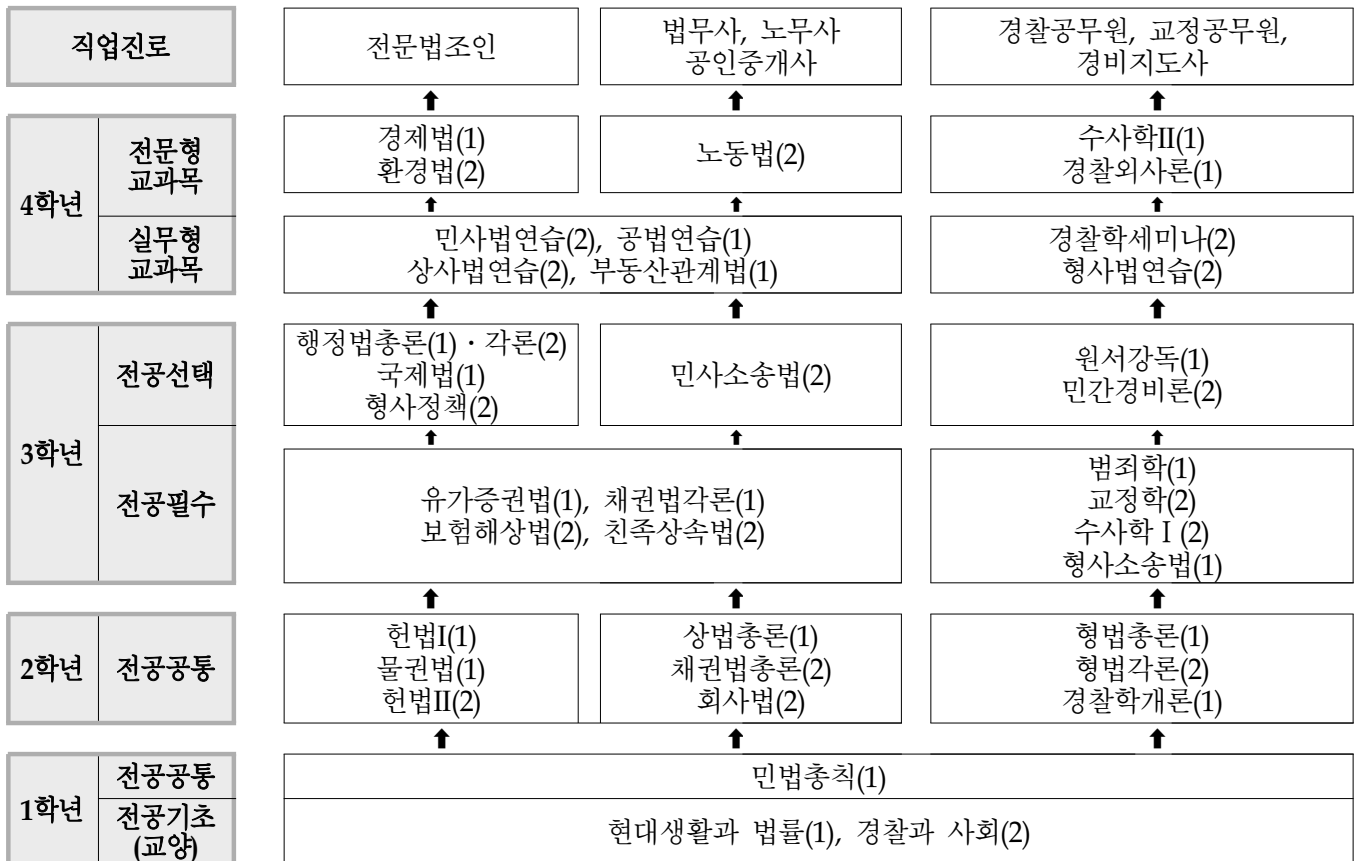 직업진로
전문법조인
법무사, 노무사
공인중개사
경찰공무원, 교정공무원,
경비지도사
4학년
전문형
교과목
경제법(1)
환경법(2)
노동법(2)
수사학II(1)
경찰외사론(1)
실무형
교과목
민사법연습(2), 공법연습(1)
상사법연습(2), 부동산관계법(1)
경찰학세미나(2)
형사법연습(2)
3학년
전공선택
행정법총론(1)·각론(2)
국제법(1)
형사정책(2)
민사소송법(2)
원서강독(1)
민간경비론(2)
전공필수
유가증권법(1), 채권법각론(1)
보험해상법(2), 친족상속법(2)
범죄학(1)
교정학(2)
수사학Ⅰ(2)
형사소송법(1)
2학년
전공공통
헌법I(1)
물권법(1)
헌법II(2)
상법총론(1)
채권법총론(2)
회사법(2)
형법총론(1)
형법각론(2)
경찰학개론(1)
1학년
전공공통
민법총칙(1)
전공기초
(교양)
현대생활과 법률(1), 경찰과 사회(2)